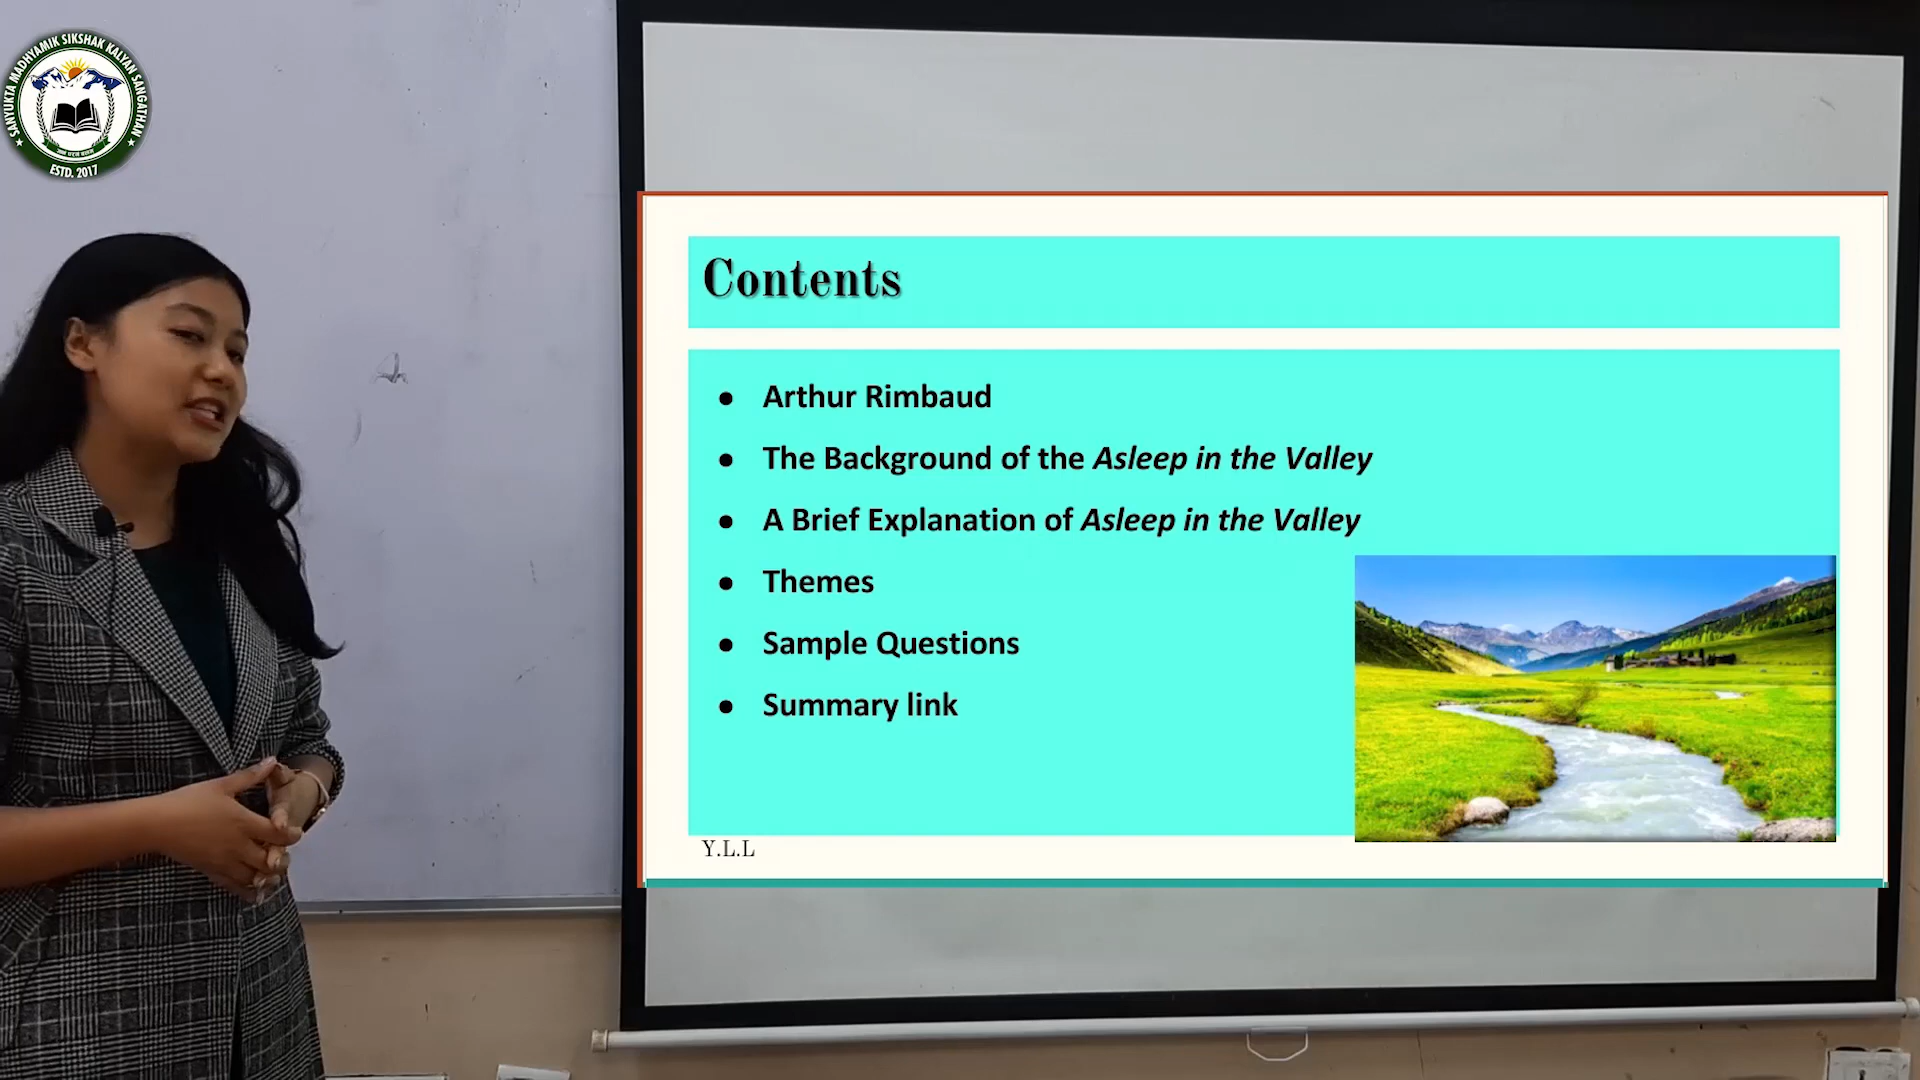 SANYUKTA MADHYAMIK SIKSHAK KALYAN SANGATHAN
ESTD. 2017
Contents
● Arthur Rimbaud
● The Background of the Asleep in the Valley
● A Brief Explanation of Asleep in the Valley
● Themes
● Sample Questions
● Summary link
Y.L.L